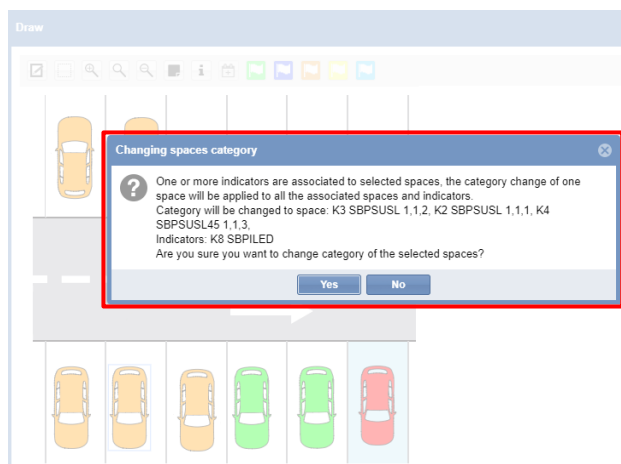 Draw
Changing spaces category
One or more indicators are associated to selected spaces, the category change of one
space will be applied to all the associated spaces and indicators.
Category will be changed to space: K3 SBPSUSL 1,1,2, K2 SBPSUSL 1,1,1, K4
SBPSUSL45 1,1,3,
Indicators: K8 SBPILED
Are you sure you want to change category of the selected spaces?
Yes No